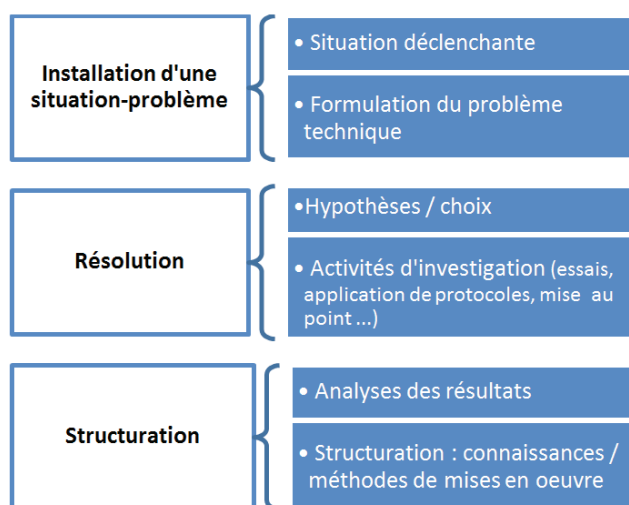 Installation d'une
situation-problème
• Situation déclenchante
• Formulation du problème
technique
Résolution
•Hypothèses / choix
• Activités d'investigation (essais,
application de protocoles, mise au
point ...)
Structuration
• Analyses des résultats
• Structuration : connaissances /
méthodes de mises en oeuvre